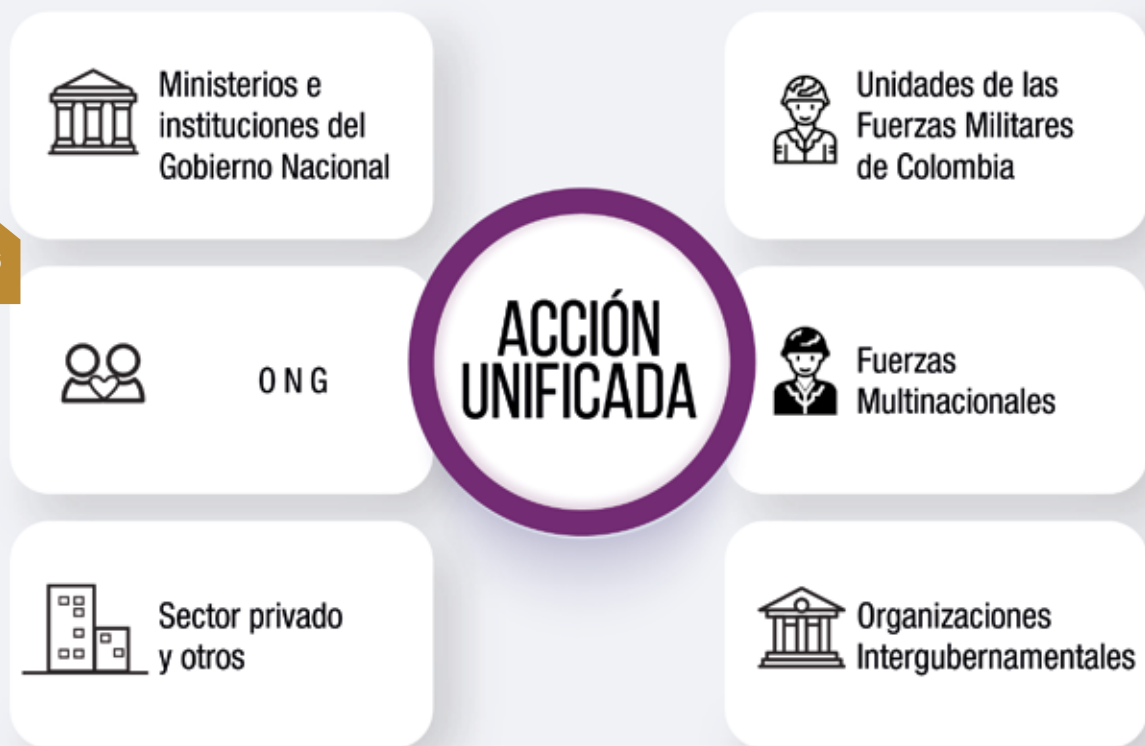 Ministerios e
instituciones del
Gobierno Nacional
Unidades de las
Fuerzas Militares
de Colombia
ACCIÓN
UNIFICADA
O N G
Fuerzas
Multinacionales
Sector privado
y otros
Organizaciones
Intergubernamentales